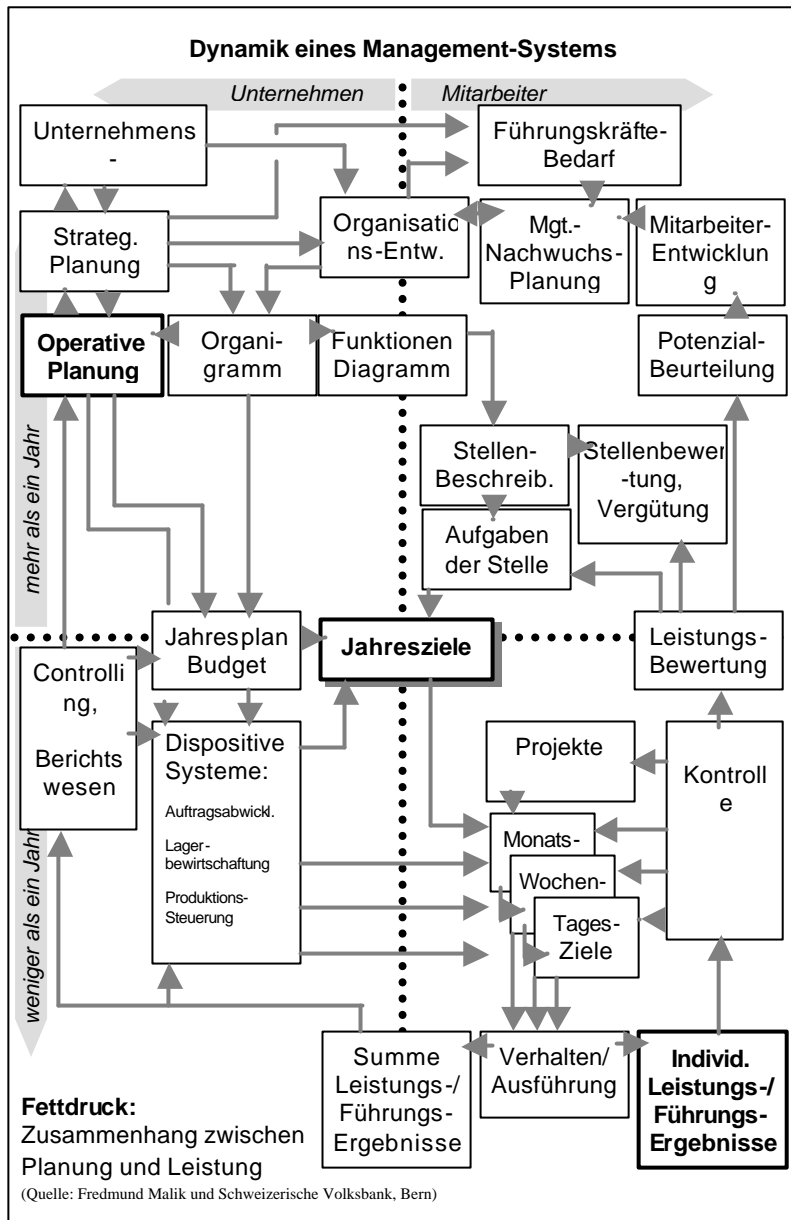 Dynamik eines Management-Systems
Unternehmen
Mitarbeiter
Unternehmens
-
Führungskräfte-
Bedarf
Strateg.
Planung
Organisatio
ns-Entw.
Mgt.-
Nachwuchs-
Planung
Mitarbeiter-
Entwicklun
g
Operative
Planung
Organi-
gramm
Funktionen
Diagramm
Potenzial-
Beurteilung
mehr als ein Jahr
Stellen-
Beschreib.
Stellenbewer
-tung,
Vergütung
Aufgaben
der Stelle
Jahresplan
Budget
Jahresziele
Leistungs-
Bewertung
Controlli
ng,
Berichts
wesen
Dispositive
Systeme:
Auftragsabwickl.
Lager-
bewirtschaftung
Produktions-
Steuerung
Projekte
Kontroll
e
Monats-
Wochen-
Tages-
Ziele
weniger als ein Jahr
Summe
Leistungs-/
Führungs-
Ergebnisse
Verhalten/
Ausführung
Individ.
Leistungs-/
Führungs-
Ergebnisse
Fettdruck:
Zusammenhang zwischen
Planung und Leistung
(Quelle: Fredmund Malik und Schweizerische Volksbank, Bern)